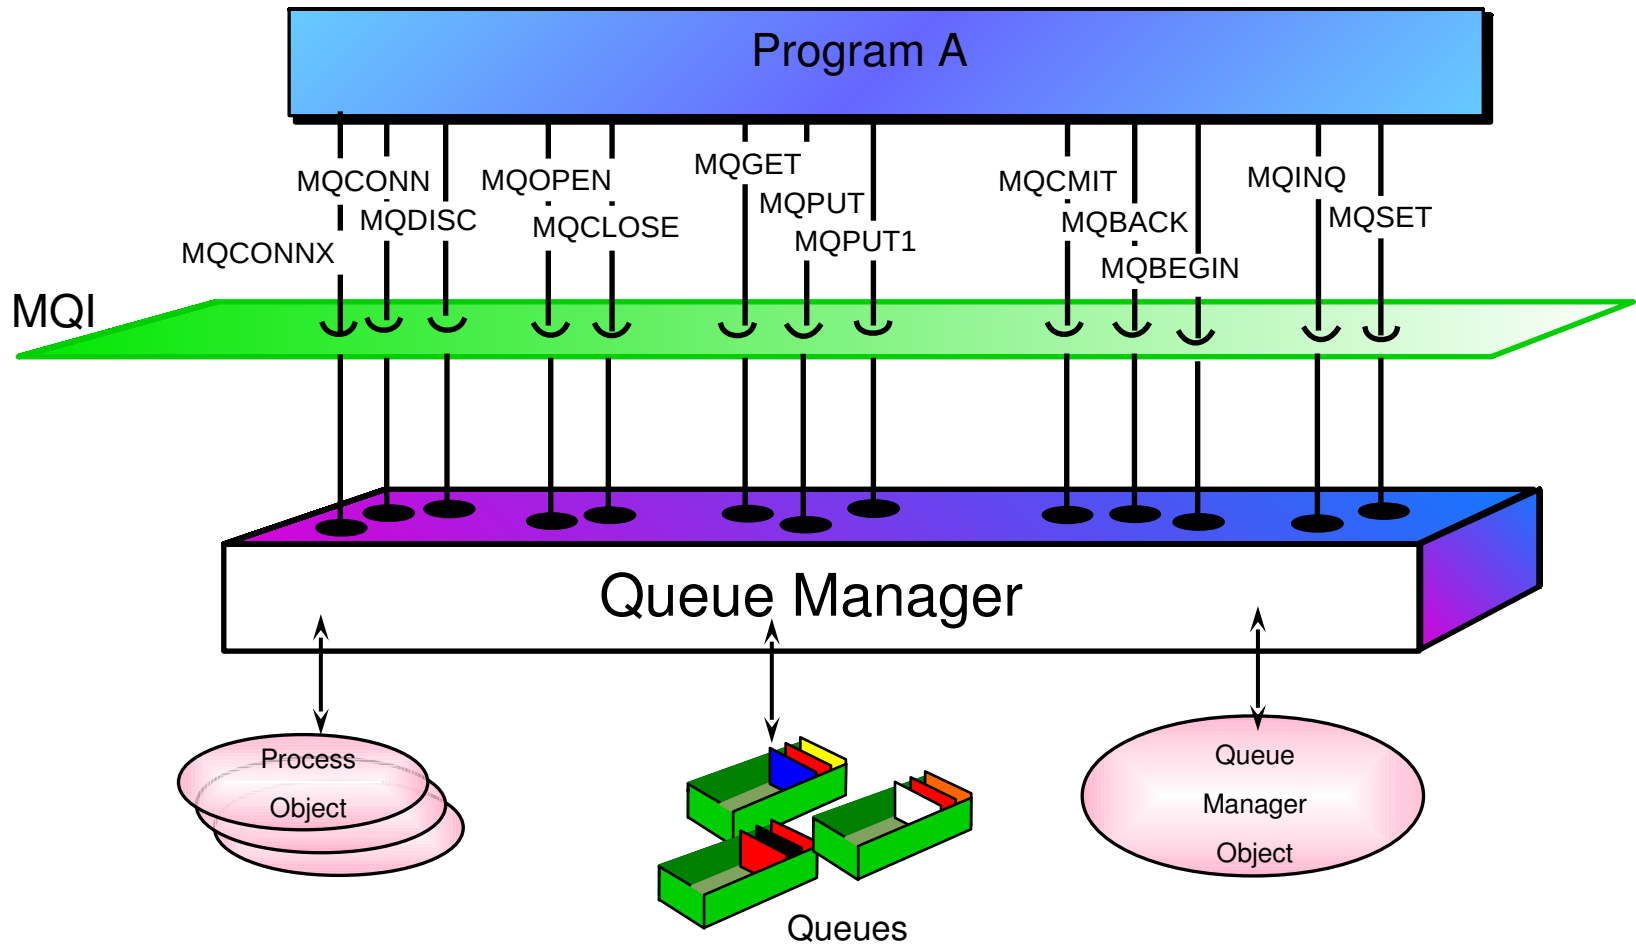 Program A
MQGET
MQCONN
MQOPEN
MQCMIT
MQINQ
MQPUT
MQDISC
MQBACK
MQSET
MQCLOSE
MQPUT1
MQCONNX
MQBEGIN
MQI
Queue Manager
Process
Object
Queue
Manager
Object
Queues